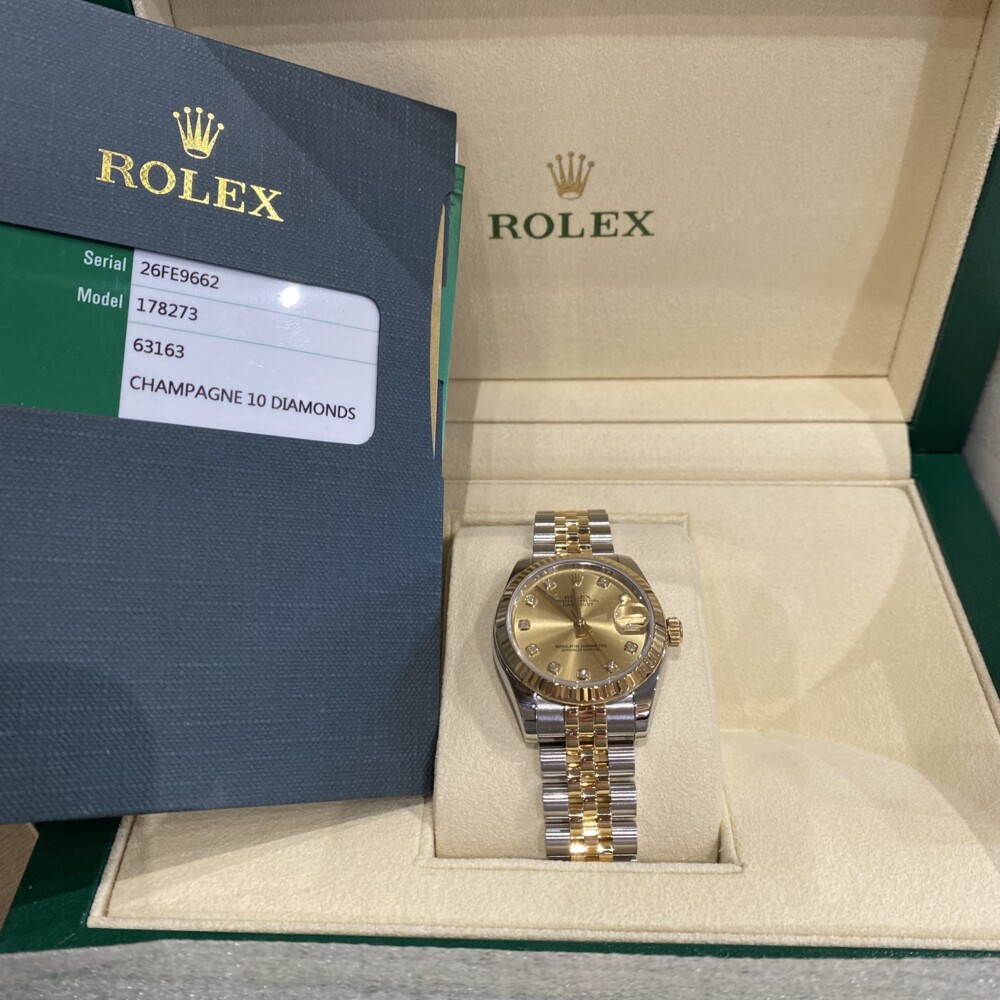 ROLEX
Serial 26FE9662
Model 178273
63163
CHAMPAGNE 10 DIAMONDS
ROLEX
ROLEX